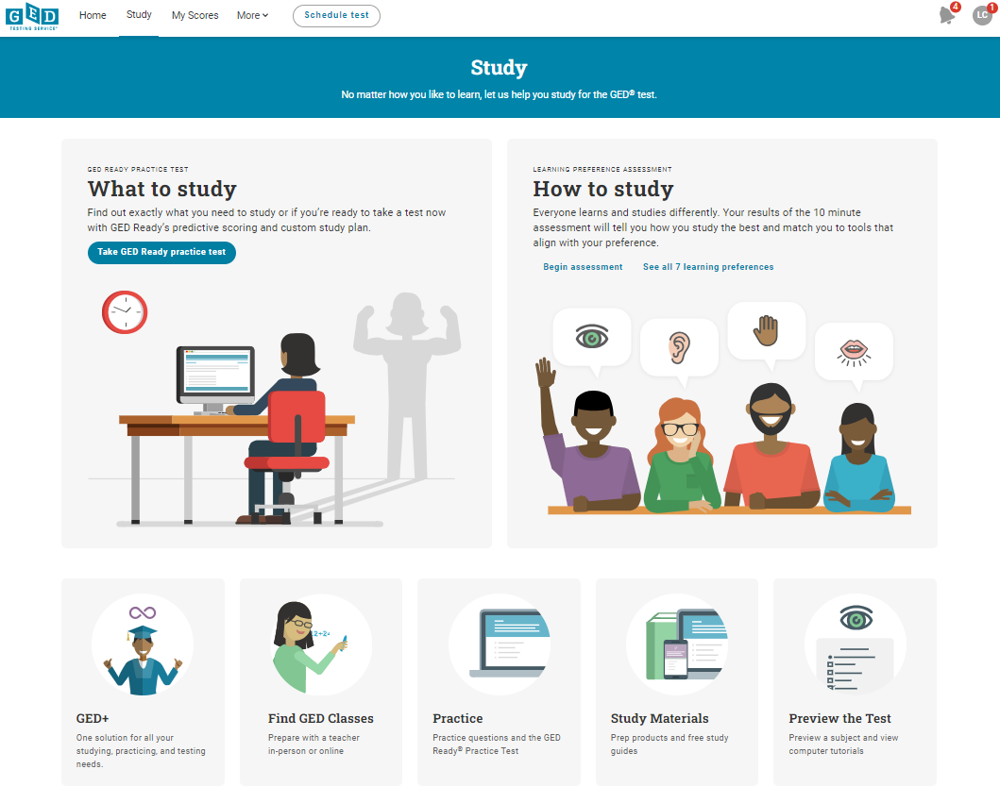 GED
TESTING SERVICE®
Home
Study
My Scores
More
Schedule test
4
LC
1
Study
No matter how you like to learn, let us help you study for the GED® test.
GED READY PRACTICE TEST
What to study
Find out exactly what you need to study or if you're ready to take a test now
with GED Ready's predictive scoring and custom study plan.
Take GED Ready practice test
LEARNING PREFERENCE ASSESSMENT
How to study
Everyone learns and studies differently. Your results of the 10 minute
assessment will tell you how you study the best and match you to tools that
align with your preference.
Begin assessment
See all 7 learning preferences
GED+
One solution for all your
studying, practicing, and testing
needs.
Find GED Classes
Prepare with a teacher
in-person or online
Practice
Practice questions and the GED
Ready® Practice Test
Study Materials
Prep products and free study
guides
Preview the Test
Preview a subject and view
computer tutorials